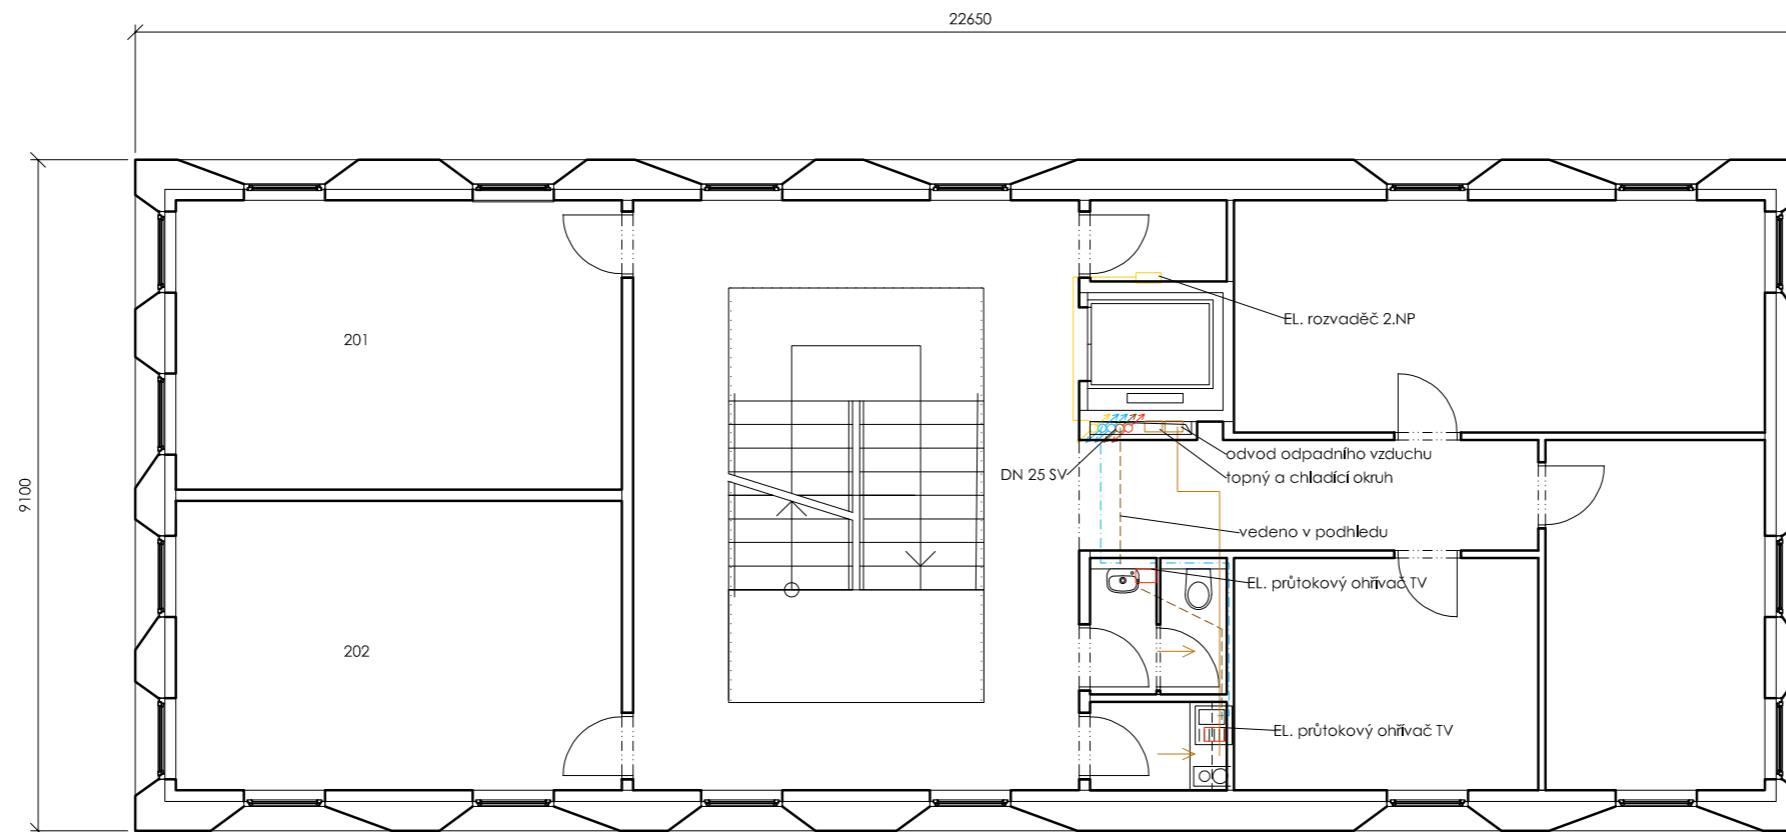 22650
9100
201
EL. rozvaděč 2.NP
odvod odpadního vzduchu
DN 25 SV
topný a chladící okruh
vedeno v podhledu
EL. průtokový ohřívač TV
202
EL. průtokový ohřívač TV